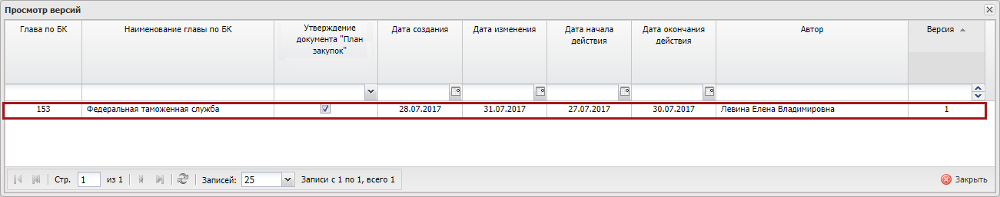 Просмотр версий
Глава по БК
Наименование главы по БК
Утверждение
документа "План
закупок"
Дата создания
Дата изменения
Дата начала
действия
Дата окончания
действия
Автор
Версия
153 Федеральная таможенная служба 28.07.2017 31.07.2017 27.07.2017 30.07.2017 Левина Елена Владимировна 1
Стр. 1 из 1 Записей: 25 Записи с 1 по 1, всего 1 Закрыть